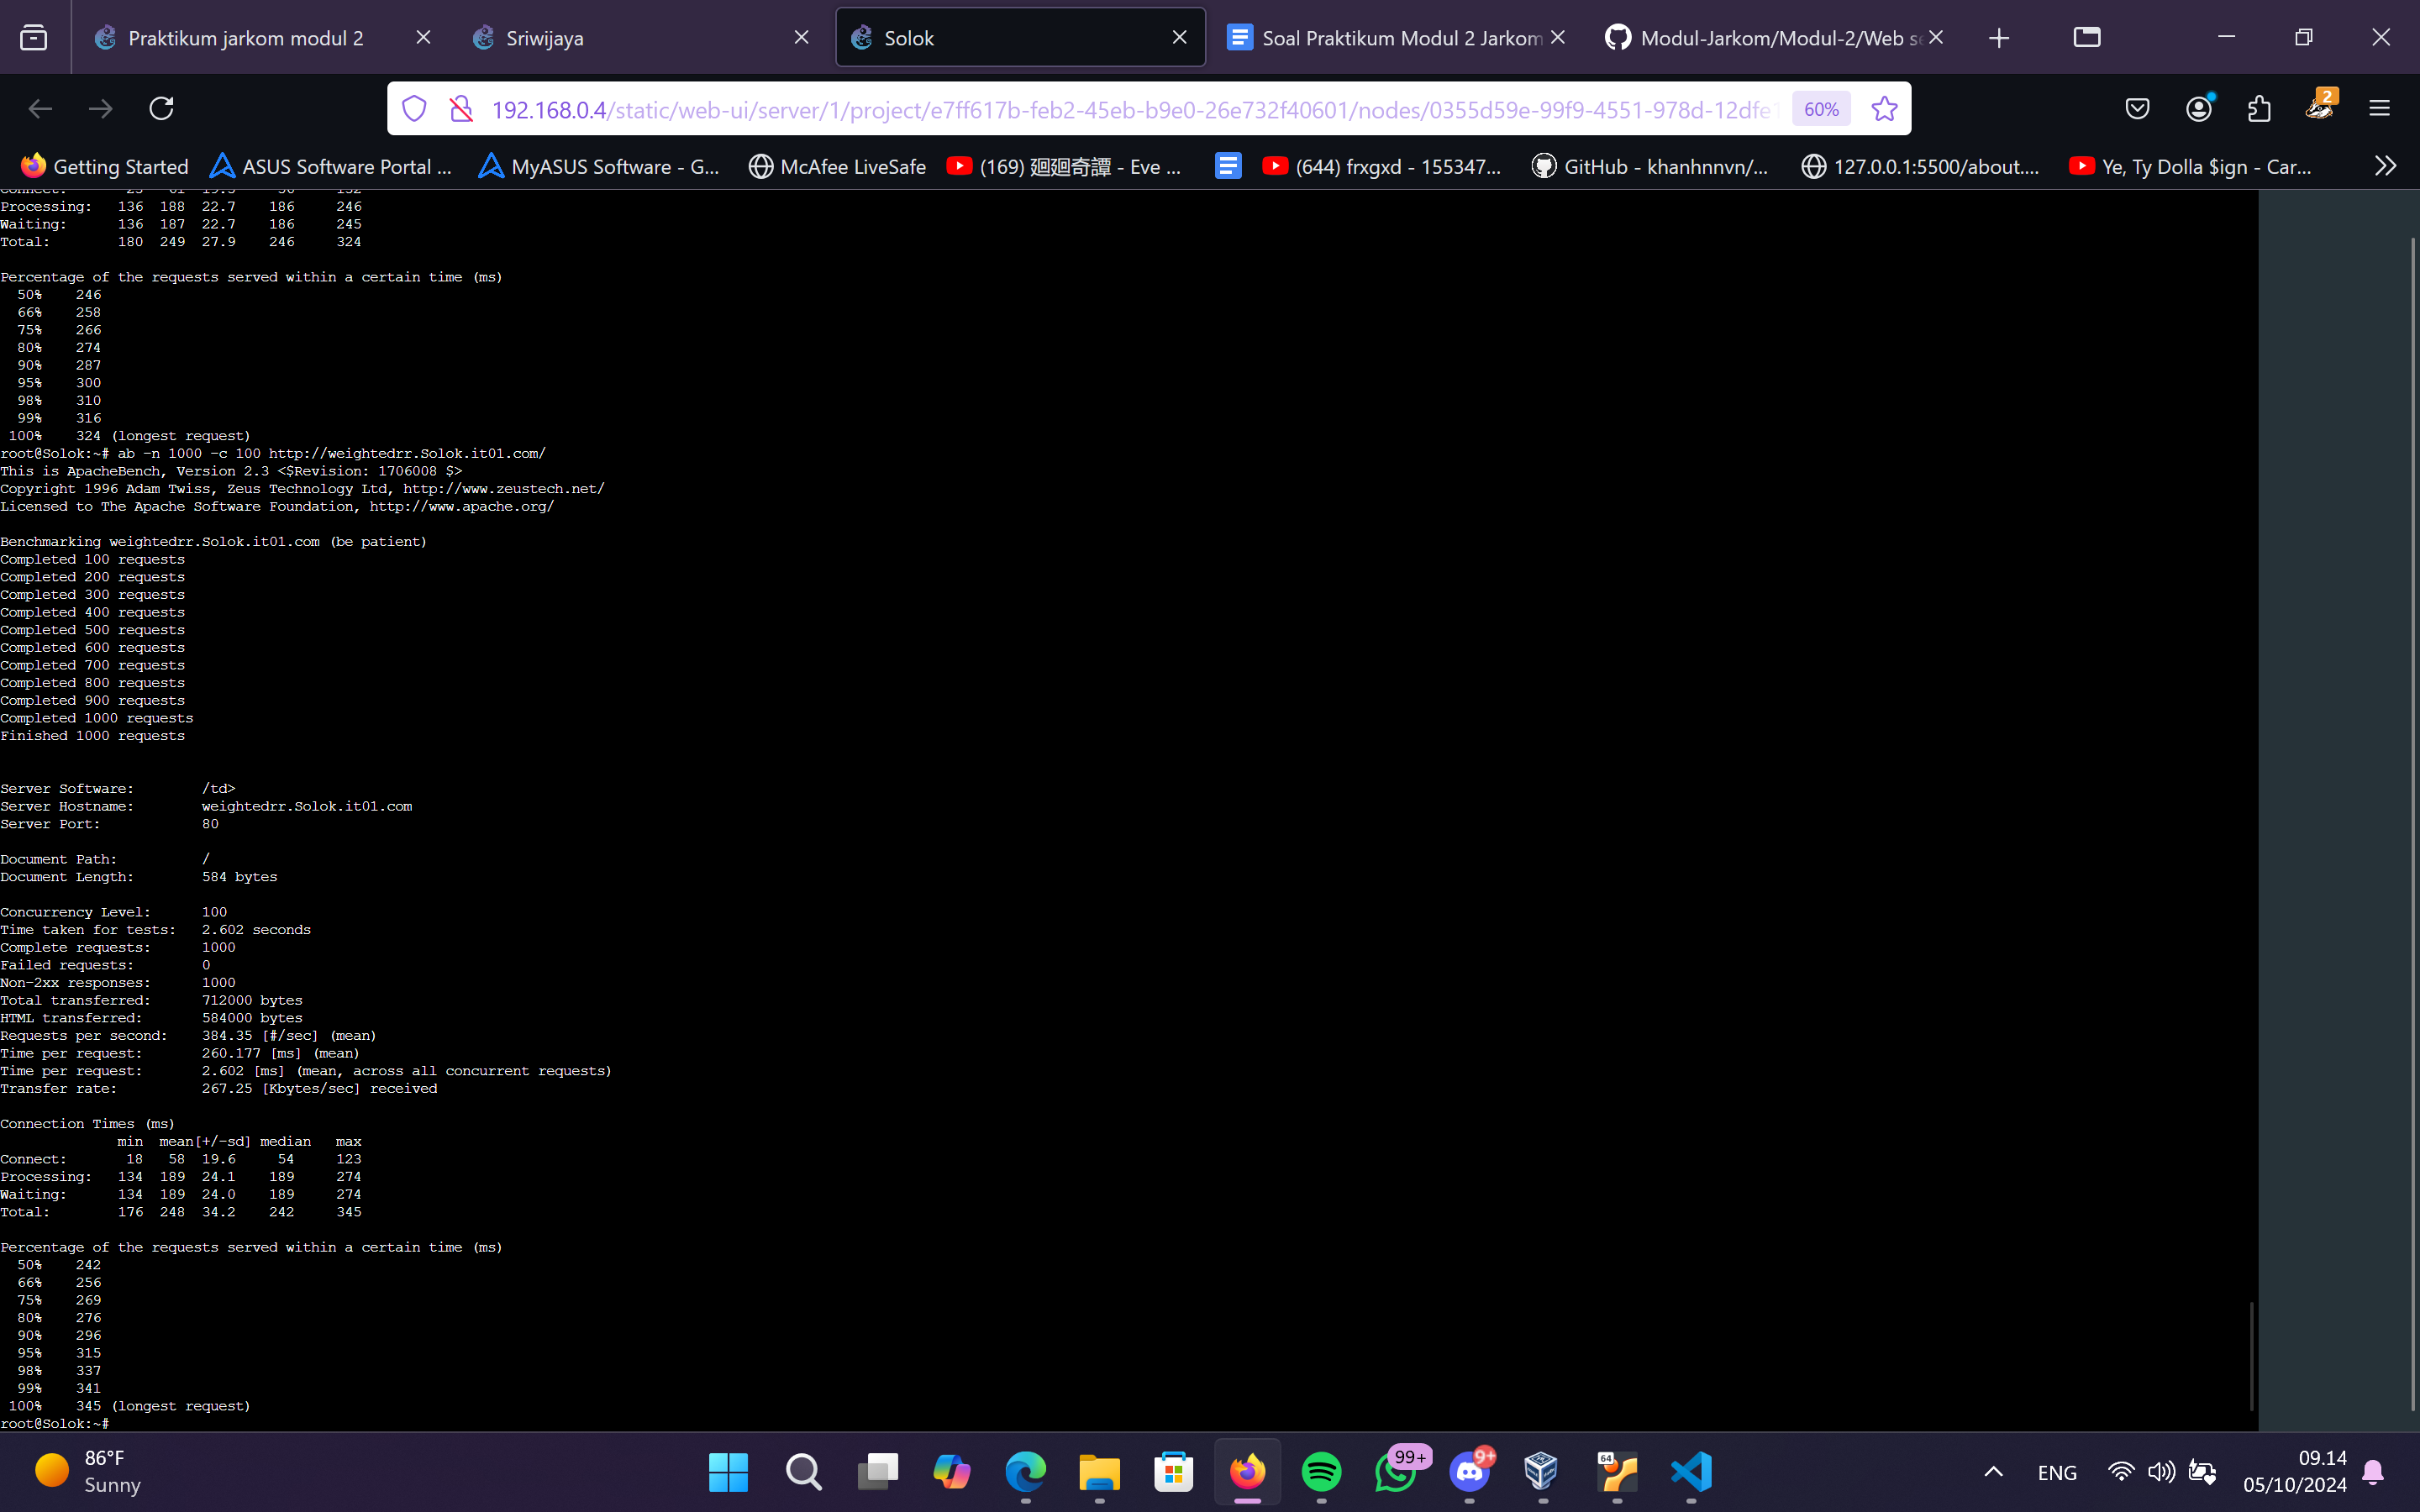 Praktikum jarkom modul 2
Sriwijaya
Solok
Soal Praktikum Modul 2 Jarkom
Modul-Jarkom/Modul-2/Web se
192.168.0.4/static/web-ui/server/1/project/e7ff617b-feb2-45eb-b9e0-26e732f40601/nodes/0355d59e-99f9-4551-978d-12dfe
60%
2
Getting Started
ASUS Software Portal ...
MyASUS Software - G...
McAfee LiveSafe
(169) 廻廻奇譚 - Eve ...
(644) frxgxd - 155347...
GitHub - khanhnnvn/...
127.0.0.1:5500/about....
Ye, Ty Dolla $ign - Car...
Processing: 136 188 22.7 186 246
Waiting: 136 187 22.7 186 245
Total: 180 249 27.9 246 324
Percentage of the requests served within a certain time (ms)
50% 246
66% 258
75% 266
80% 274
90% 287
95% 300
98% 310
99% 316
100% 324 (longest request)
root@Solok:~# ab -n 1000 -c 100 http://weightedrr.Solok.it01.com/
This is ApacheBench, Version 2.3 <$Revision: 1706008 $>
Copyright 1996 Adam Twiss, Zeus Technology Ltd, http://www.zeustech.net/
Licensed to The Apache Software Foundation, http://www.apache.org/
Benchmarking weightedrr.Solok.it01.com (be patient)
Completed 100 requests
Completed 200 requests
Completed 300 requests
Completed 400 requests
Completed 500 requests
Completed 600 requests
Completed 700 requests
Completed 800 requests
Completed 900 requests
Completed 1000 requests
Finished 1000 requests
Server Software: /td>
Server Hostname: weightedrr.Solok.it01.com
Server Port: 80
Document Path: /
Document Length: 584 bytes
Concurrency Level: 100
Time taken for tests: 2.602 seconds
Complete requests: 1000
Failed requests: 0
Non-2xx responses: 1000
Total transferred: 712000 bytes
HTML transferred: 584000 bytes
Requests per second: 384.35 [#/sec] (mean)
Time per request: 260.177 [ms] (mean)
Time per request: 2.602 [ms] (mean, across all concurrent requests)
Transfer rate: 267.25 [Kbytes/sec] received
Connection Times (ms)
min mean[+/-sd] median max
Connect: 18 58 19.6 54 123
Processing: 134 189 24.1 189 274
Waiting: 134 189 24.0 189 274
Total: 176 248 34.2 242 345
Percentage of the requests served within a certain time (ms)
50% 242
66% 256
75% 269
80% 276
90% 296
95% 315
98% 337
99% 341
100% 345 (longest request)
root@Solok:~#
86°F
Sunny
99+
9+
64
ENG
09.14
05/10/2024